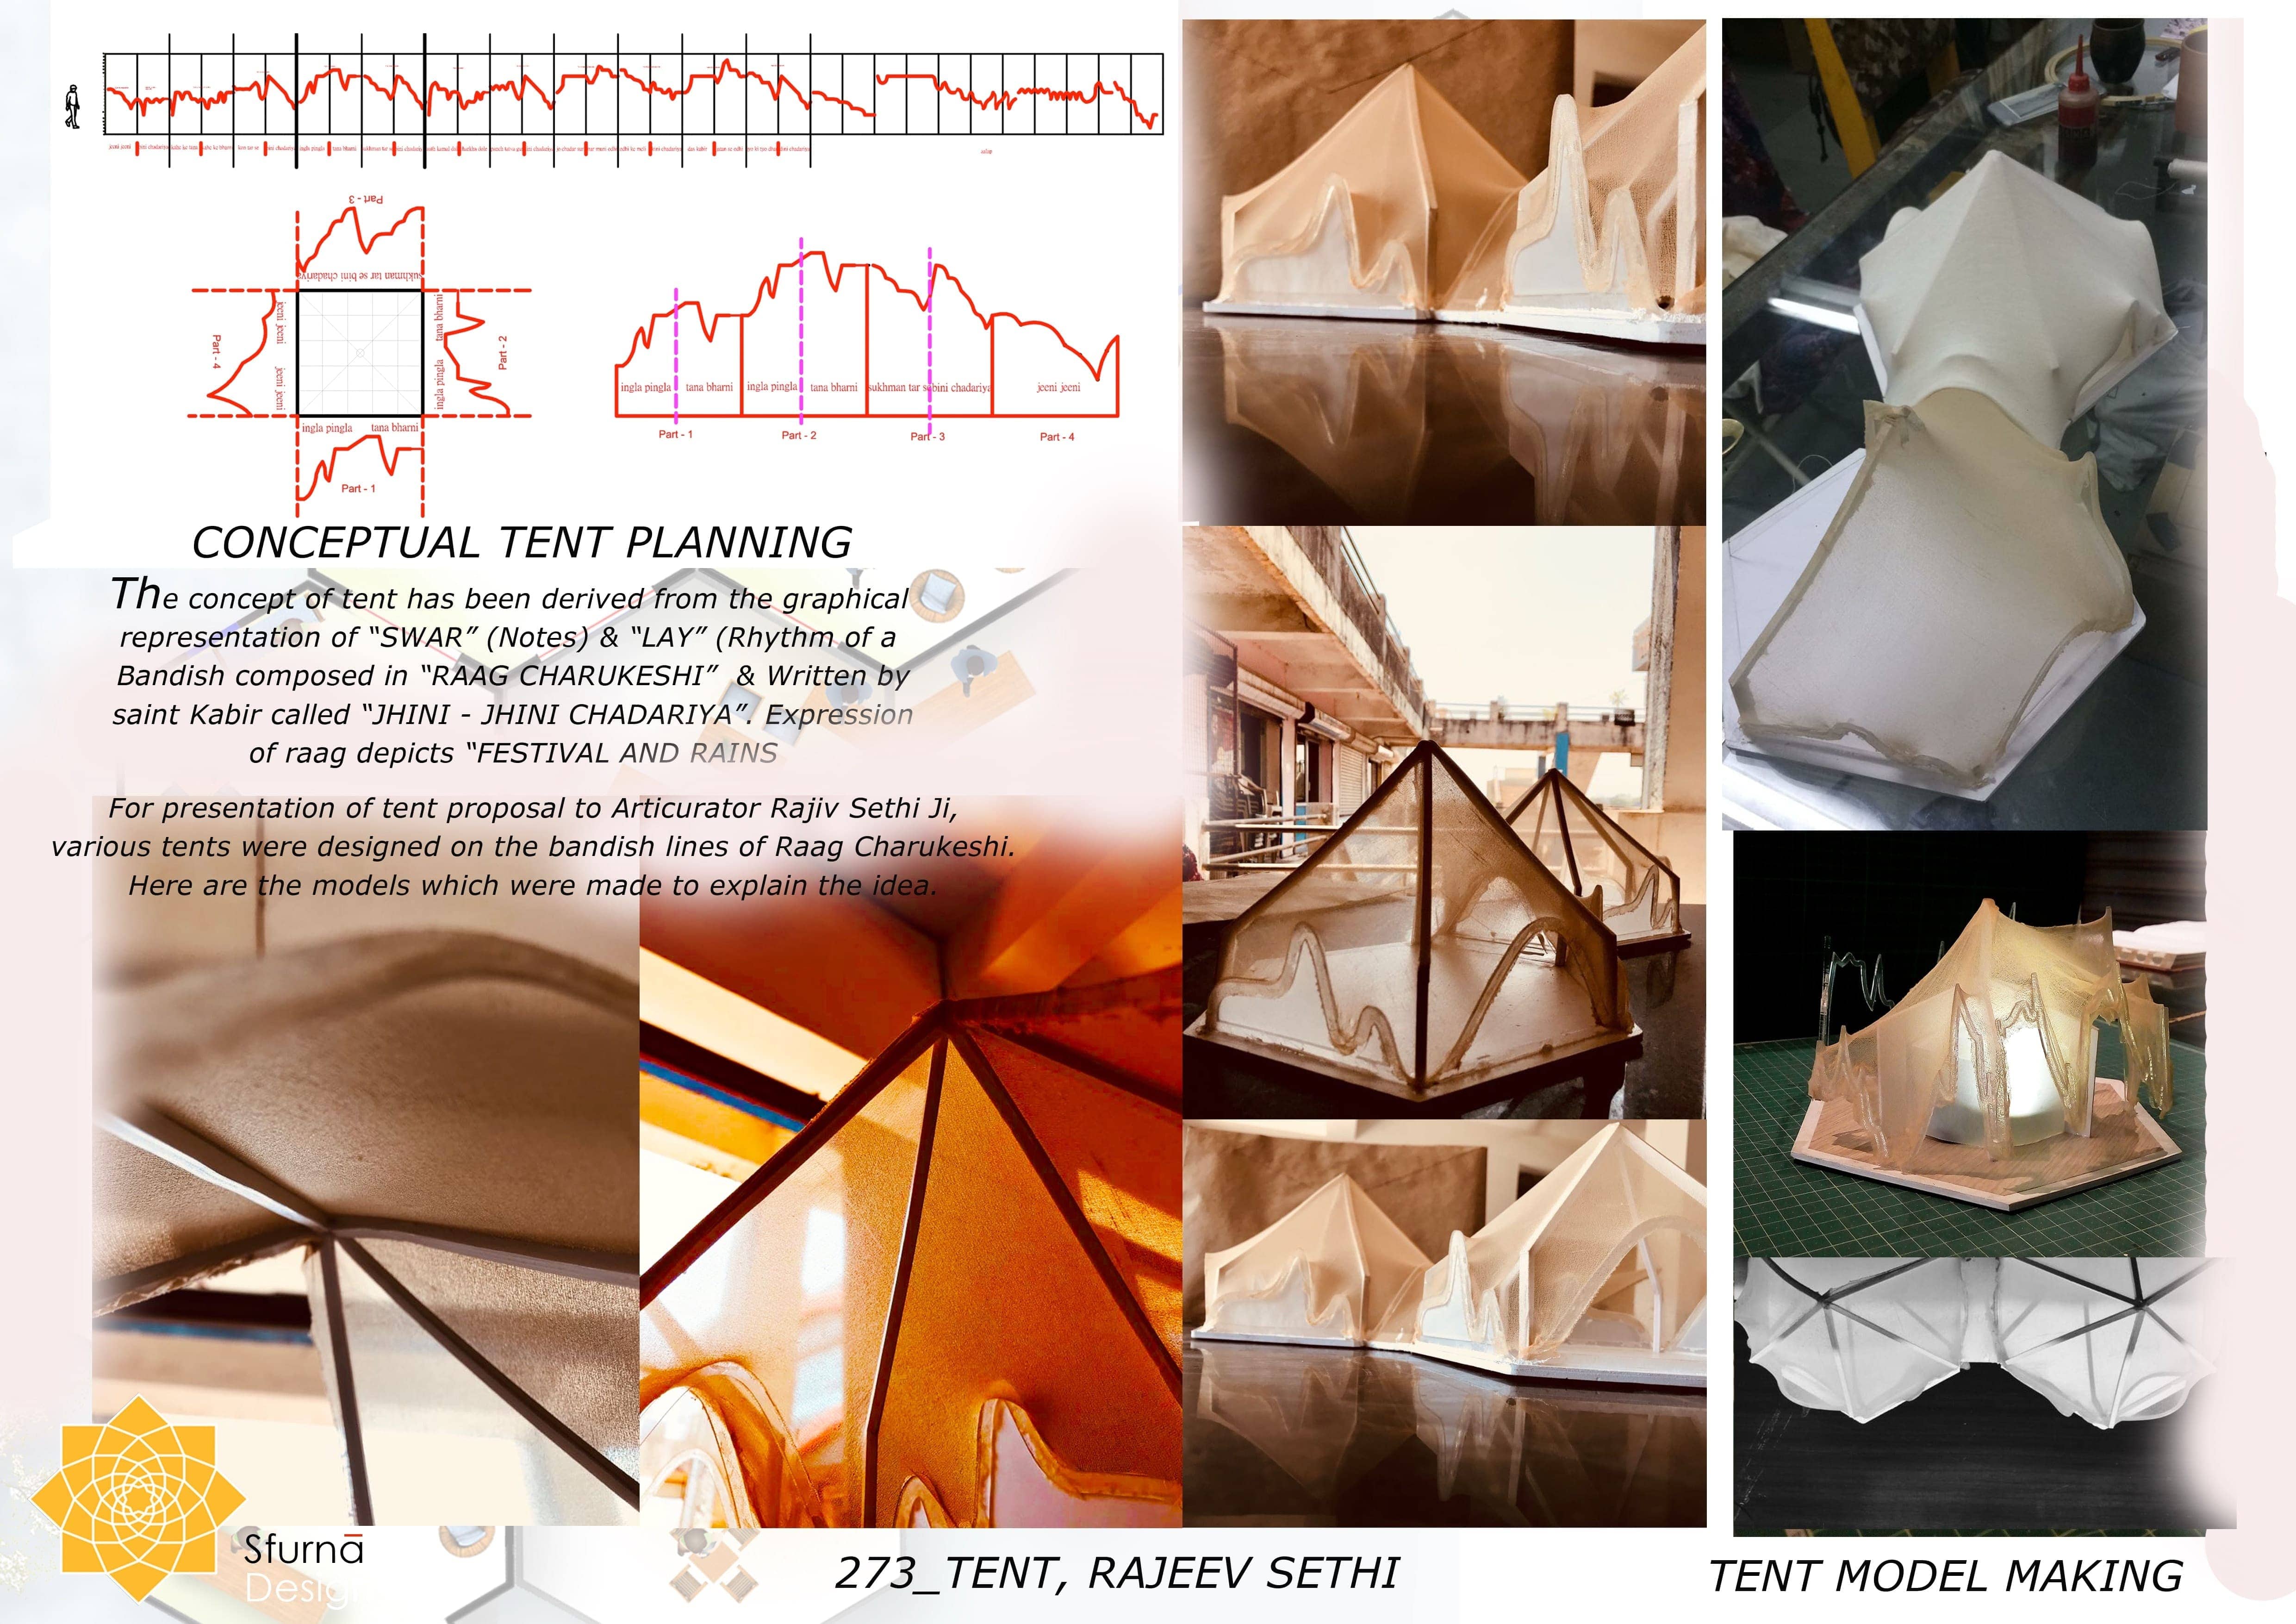 Part - 3
sukhman tar se bini chadariya
Part - 4
jeeni jeeni
jeeni jeeni
ingla pingla
tana bharni
Part - 2
ingla pingla
tana bharni
Part - 1
ingla pingla
tana bharni
ingla pingla
tana bharni
sukhman tar se
bini chadariya
jeeni jeeni
Part - 1
Part - 2
Part - 3
Part - 4
CONCEPTUAL TENT PLANNING
The concept of tent has been derived from the graphical
representation of “SWAR” (Notes) & “LAY” (Rhythm of a
Bandish composed in “RAAG CHARUKESHI” & Written by
saint Kabir called “JHINI - JHINI CHADARIYA”. Expression
of raag depicts “FESTIVAL AND RAINS
For presentation of tent proposal to Articurator Rajiv Sethi Ji,
various tents were designed on the bandish lines of Raag Charukeshi.
Here are the models which were made to explain the idea.
Sfurnā
Design
273_TENT, RAJEEV SETHI
TENT MODEL MAKING